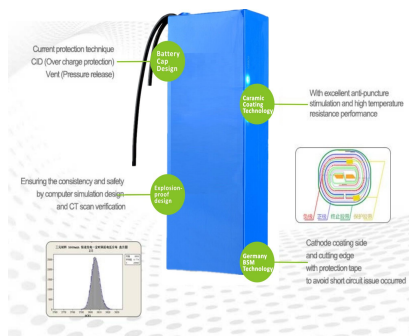 Current protection technique
CID (Over charge protection)
Vent (Pressure release)
Battery
Cap
Design
Ceramic
Coating
Technology
With excellent anti-puncture
stimulation and high temperature
resistance performance
Ensuring the consistency and safety
by computer simulation design
and CT scan verification
Explosion-
proof
design
Germany
BSM
Technology
Cathode coating side
and cutting edge
with protection tape
to avoid short circuit issue occurred